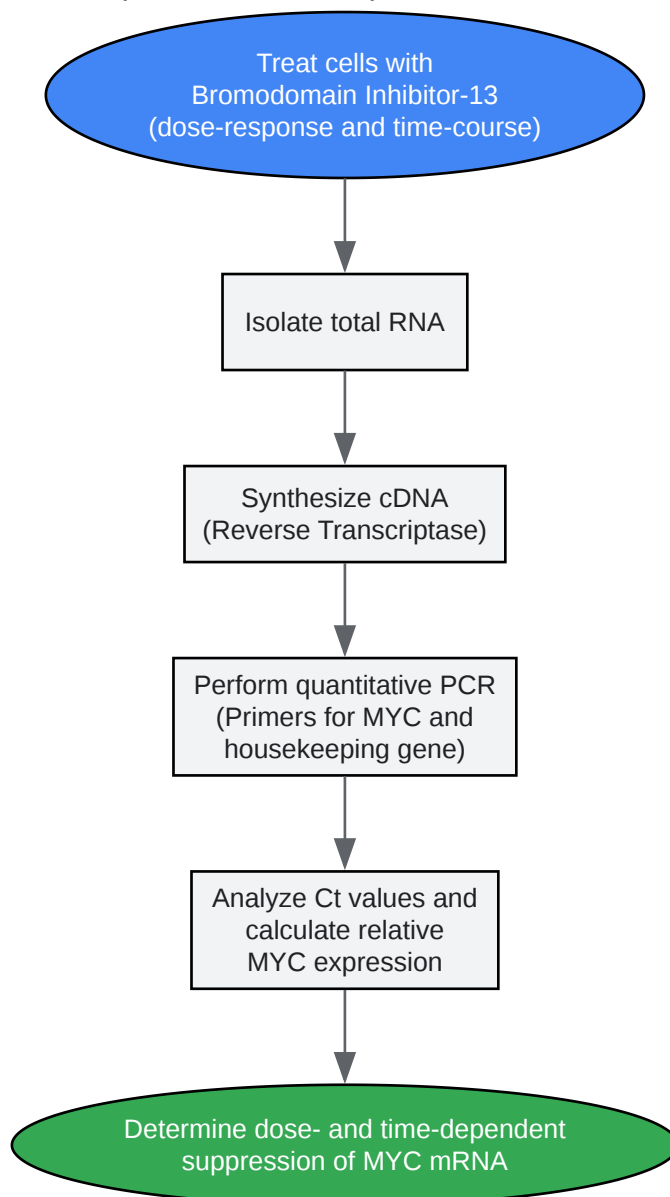 Treat cells with
Bromodomain Inhibitor-13
(dose-response and time-course)
Isolate total RNA
Synthesize cDNA
(Reverse Transcriptase)
Perform quantitative PCR
(Primers for MYC and
housekeeping gene)
Analyze Ct values and
calculate relative
MYC expression
Determine dose- and time-dependent
suppression of MYC mRNA